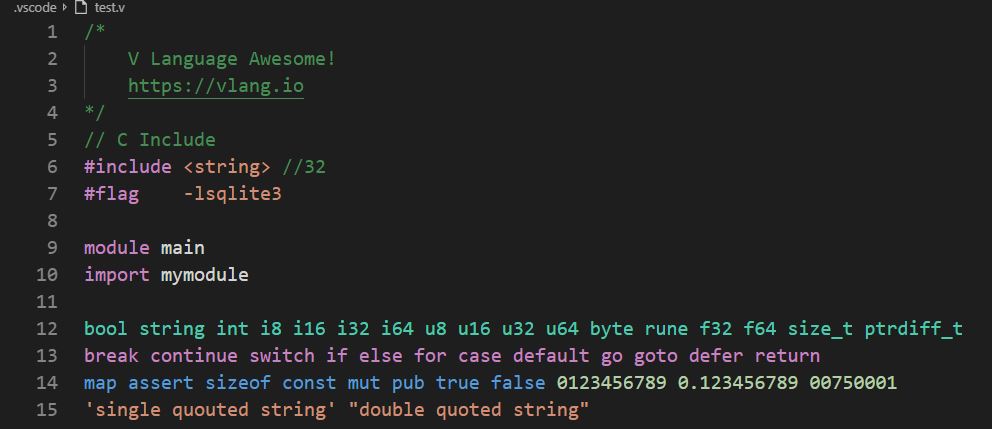 .vscode › test.v
1 /*
2 V Language Awesome!
3 https://vlang.io
4 */
5 // C Include
6 #include <string> //32
7 #flag -lsqlite3
8
9 module main
10 import mymodule
11
12 bool string int i8 i16 i32 i64 u8 u16 u32 u64 byte rune f32 f64 size_t ptrdiff_t
13 break continue switch if else for case default go goto defer return
14 map assert sizeof const mut pub true false 0123456789 0.123456789 00750001
15 'single quouted string' "double quoted string"